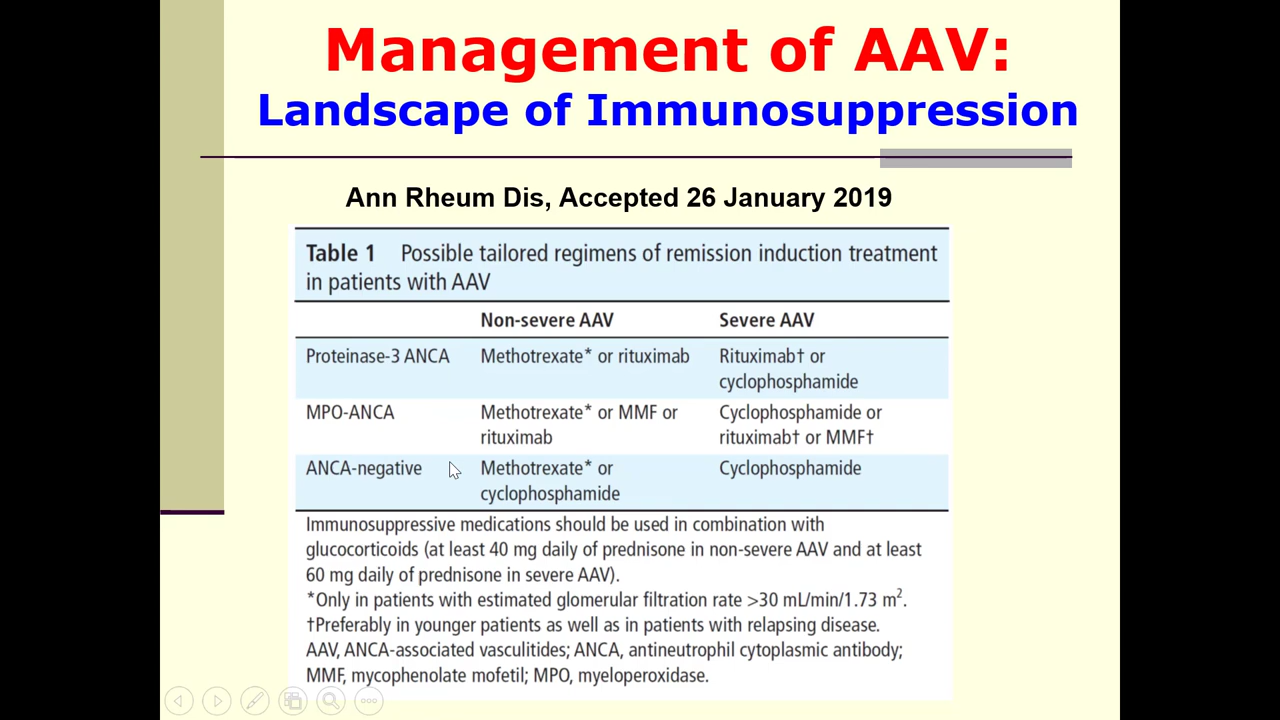 Management of AAV:
Landscape of Immunosuppression
Ann Rheum Dis, Accepted 26 January 2019
Table 1 Possible tailored regimens of remission induction treatment
in patients with AAV
Non-severe AAV Severe AAV
Proteinase-3 ANCA Methotrexate* or rituximab Rituximab† or
cyclophosphamide
MPO-ANCA Methotrexate* or MMF or Cyclophosphamide or
rituximab rituximab† or MMF†
ANCA-negative Methotrexate* or Cyclophosphamide
cyclophosphamide
Immunosuppressive medications should be used in combination with
glucocorticoids (at least 40 mg daily of prednisone in non-severe AAV and at least
60 mg daily of prednisone in severe AAV).
*Only in patients with estimated glomerular filtration rate >30 mL/min/1.73 m².
†Preferably in younger patients as well as in patients with relapsing disease.
AAV, ANCA-associated vasculitides; ANCA, antineutrophil cytoplasmic antibody;
MMF, mycophenolate mofetil; MPO, myeloperoxidase.